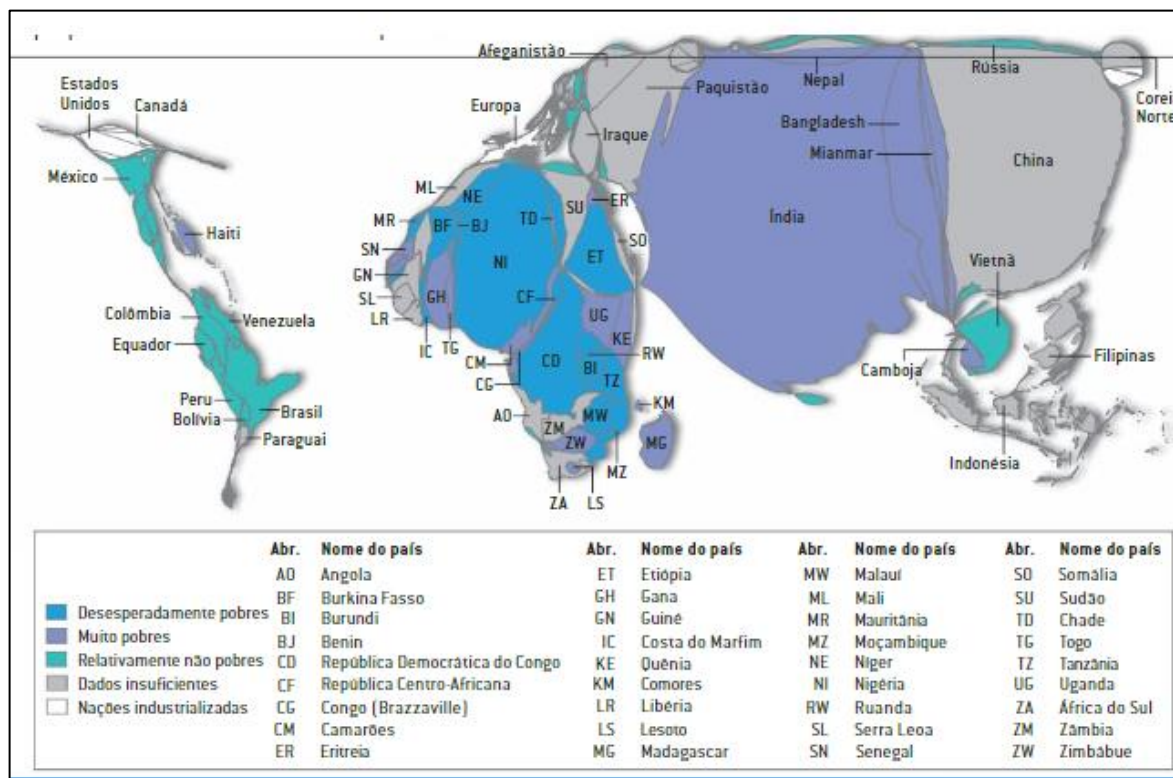 Afeganistão
Nepal
Rússia
Estados
Unidos
Canadá
Europa
Paquistão
Corei
Norte
Iraque
Bangladesh
Mianmar
China
México
ML
NE
ER
MR
BF
BJ
TD
SU
Índia
Haiti
SN
SO
GN
NI
ET
Vietnã
SL
GH
CF
UG
Colômbia
Venezuela
LR
Equador
IC
TG
KE
RW
CM
CD
BI
Camboja
Filipinas
CG
TZ
Peru
Brasil
KM
Bolívia
AO
MW
ZM
Paraguai
ZW
MG
MZ
Indonésia
ZA
LS
Abr. Nome do país Abr. Nome do país Abr. Nome do país Abr. Nome do país
AO Angola ET Etiópia MW Malauí SO Somália
BF Burkina Fasso GH Gana ML Mali SU Sudão
Desesperadamente pobres BI Burundi GN Guiné MR Mauritânia TD Chade
Muito pobres BJ Benin IC Costa do Marfim MZ Moçambique TG Togo
Relativamente não pobres CD República Democrática do Congo KE Quênia NE Níger TZ Tanzânia
Dados insuficientes CF República Centro-Africana KM Comores NI Nigéria UG Uganda
Nações industrializadas CG Congo (Brazzaville) LR Libéria RW Ruanda ZA África do Sul
CM Camarões LS Lesoto SL Serra Leoa ZM Zâmbia
ER Eritreia MG Madagascar SN Senegal ZW Zimbábue